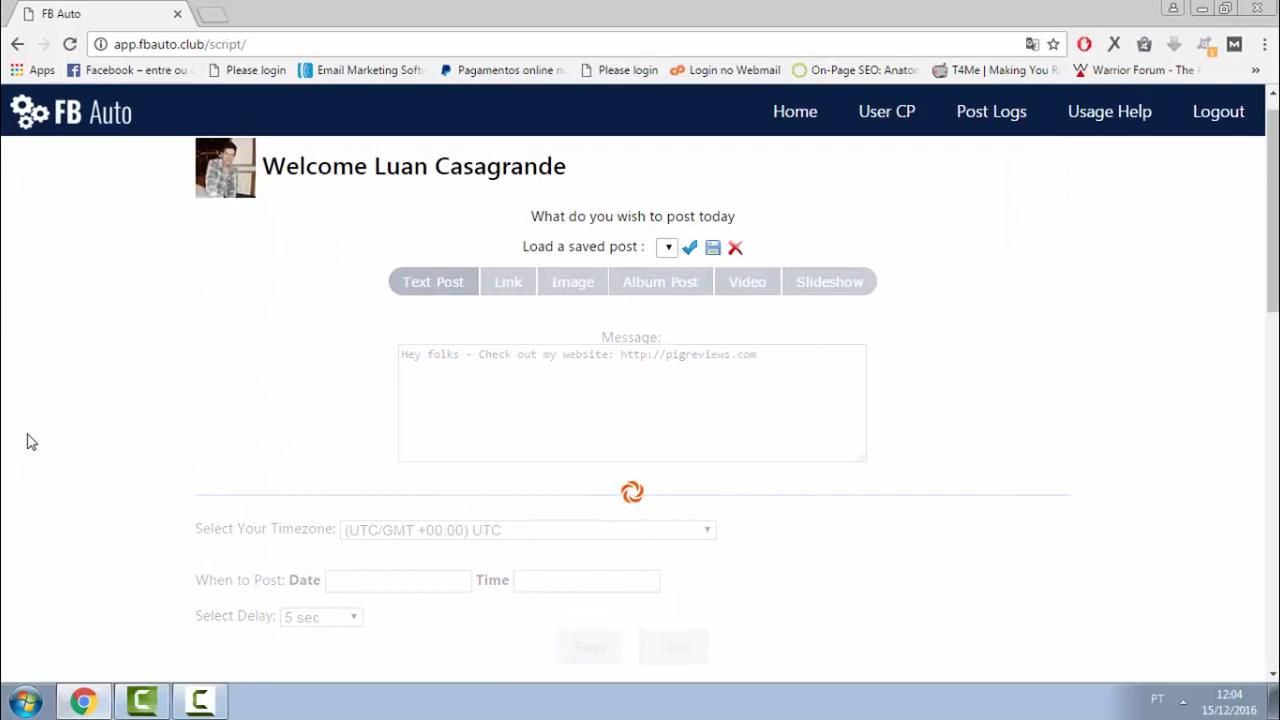 FB Auto
app.fbauto.club/script/
Apps Facebook – entre ou Please login Email Marketing Soft Pagamentos online n Please login Login no Webmail On-Page SEO: Anaton T4Me | Making You Ri Warrior Forum - The »
FB Auto Home User CP Post Logs Usage Help Logout
Welcome Luan Casagrande
What do you wish to post today
Load a saved post :
Text Post Link Image Album Post Video Slideshow
Message:
Hey folks - Check out my website: http://pigreviews.com
Select Your Timezone: (UTC/GMT +00:00) UTC
When to Post: Date Time
Select Delay: 5 sec
Post
PT 12:04
15/12/2016